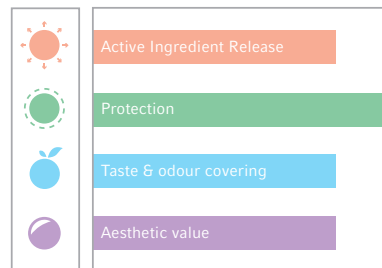 Active Ingredient Release
Protection
Taste & odour covering
Aesthetic value